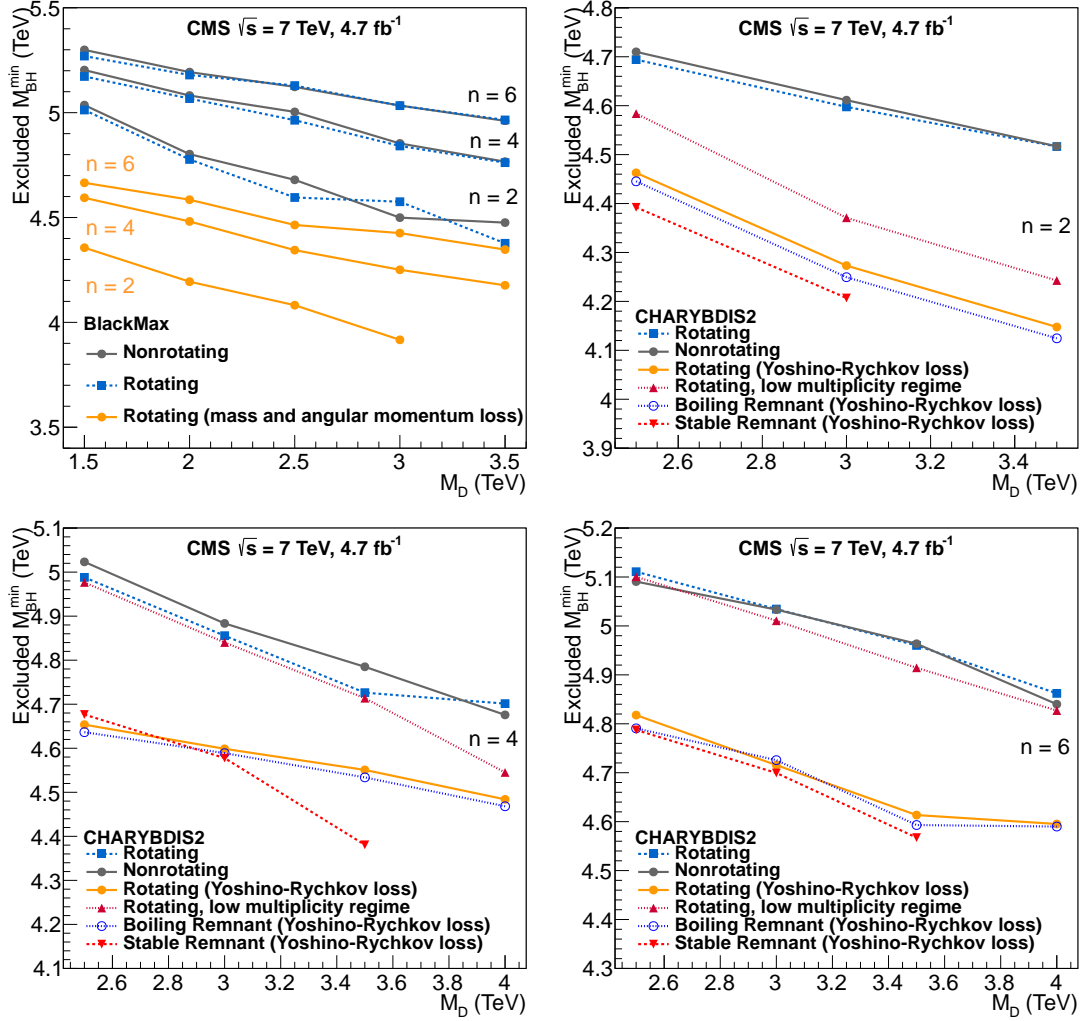 CMS √s = 7 TeV, 4.7 fb⁻¹
Excluded M_BH^min (TeV)
5.5
5
4.5
4
3.5
n = 6
n = 4
n = 2
n = 6
n = 4
n = 2
BlackMax
Nonrotating
Rotating
Rotating (mass and angular momentum loss)
1.5 2 2.5 3 3.5
M_D (TeV)
CMS √s = 7 TeV, 4.7 fb⁻¹
Excluded M_BH^min (TeV)
4.8
4.7
4.6
4.5
4.4
4.3
4.2
4.1
4
3.9
n = 2
CHARYBDIS2
Rotating
Nonrotating
Rotating (Yoshino-Rychkov loss)
Rotating, low multiplicity regime
Boiling Remnant (Yoshino-Rychkov loss)
Stable Remnant (Yoshino-Rychkov loss)
2.6 2.8 3 3.2 3.4
M_D (TeV)
CMS √s = 7 TeV, 4.7 fb⁻¹
Excluded M_BH^min (TeV)
5.1
5
4.9
4.8
4.7
4.6
4.5
4.4
4.3
4.2
4.1
n = 4
CHARYBDIS2
Rotating
Nonrotating
Rotating (Yoshino-Rychkov loss)
Rotating, low multiplicity regime
Boiling Remnant (Yoshino-Rychkov loss)
Stable Remnant (Yoshino-Rychkov loss)
2.6 2.8 3 3.2 3.4 3.6 3.8 4
M_D (TeV)
CMS √s = 7 TeV, 4.7 fb⁻¹
Excluded M_BH^min (TeV)
5.2
5.1
5
4.9
4.8
4.7
4.6
4.5
4.4
4.3
n = 6
CHARYBDIS2
Rotating
Nonrotating
Rotating (Yoshino-Rychkov loss)
Rotating, low multiplicity regime
Boiling Remnant (Yoshino-Rychkov loss)
Stable Remnant (Yoshino-Rychkov loss)
2.6 2.8 3 3.2 3.4 3.6 3.8 4
M_D (TeV)